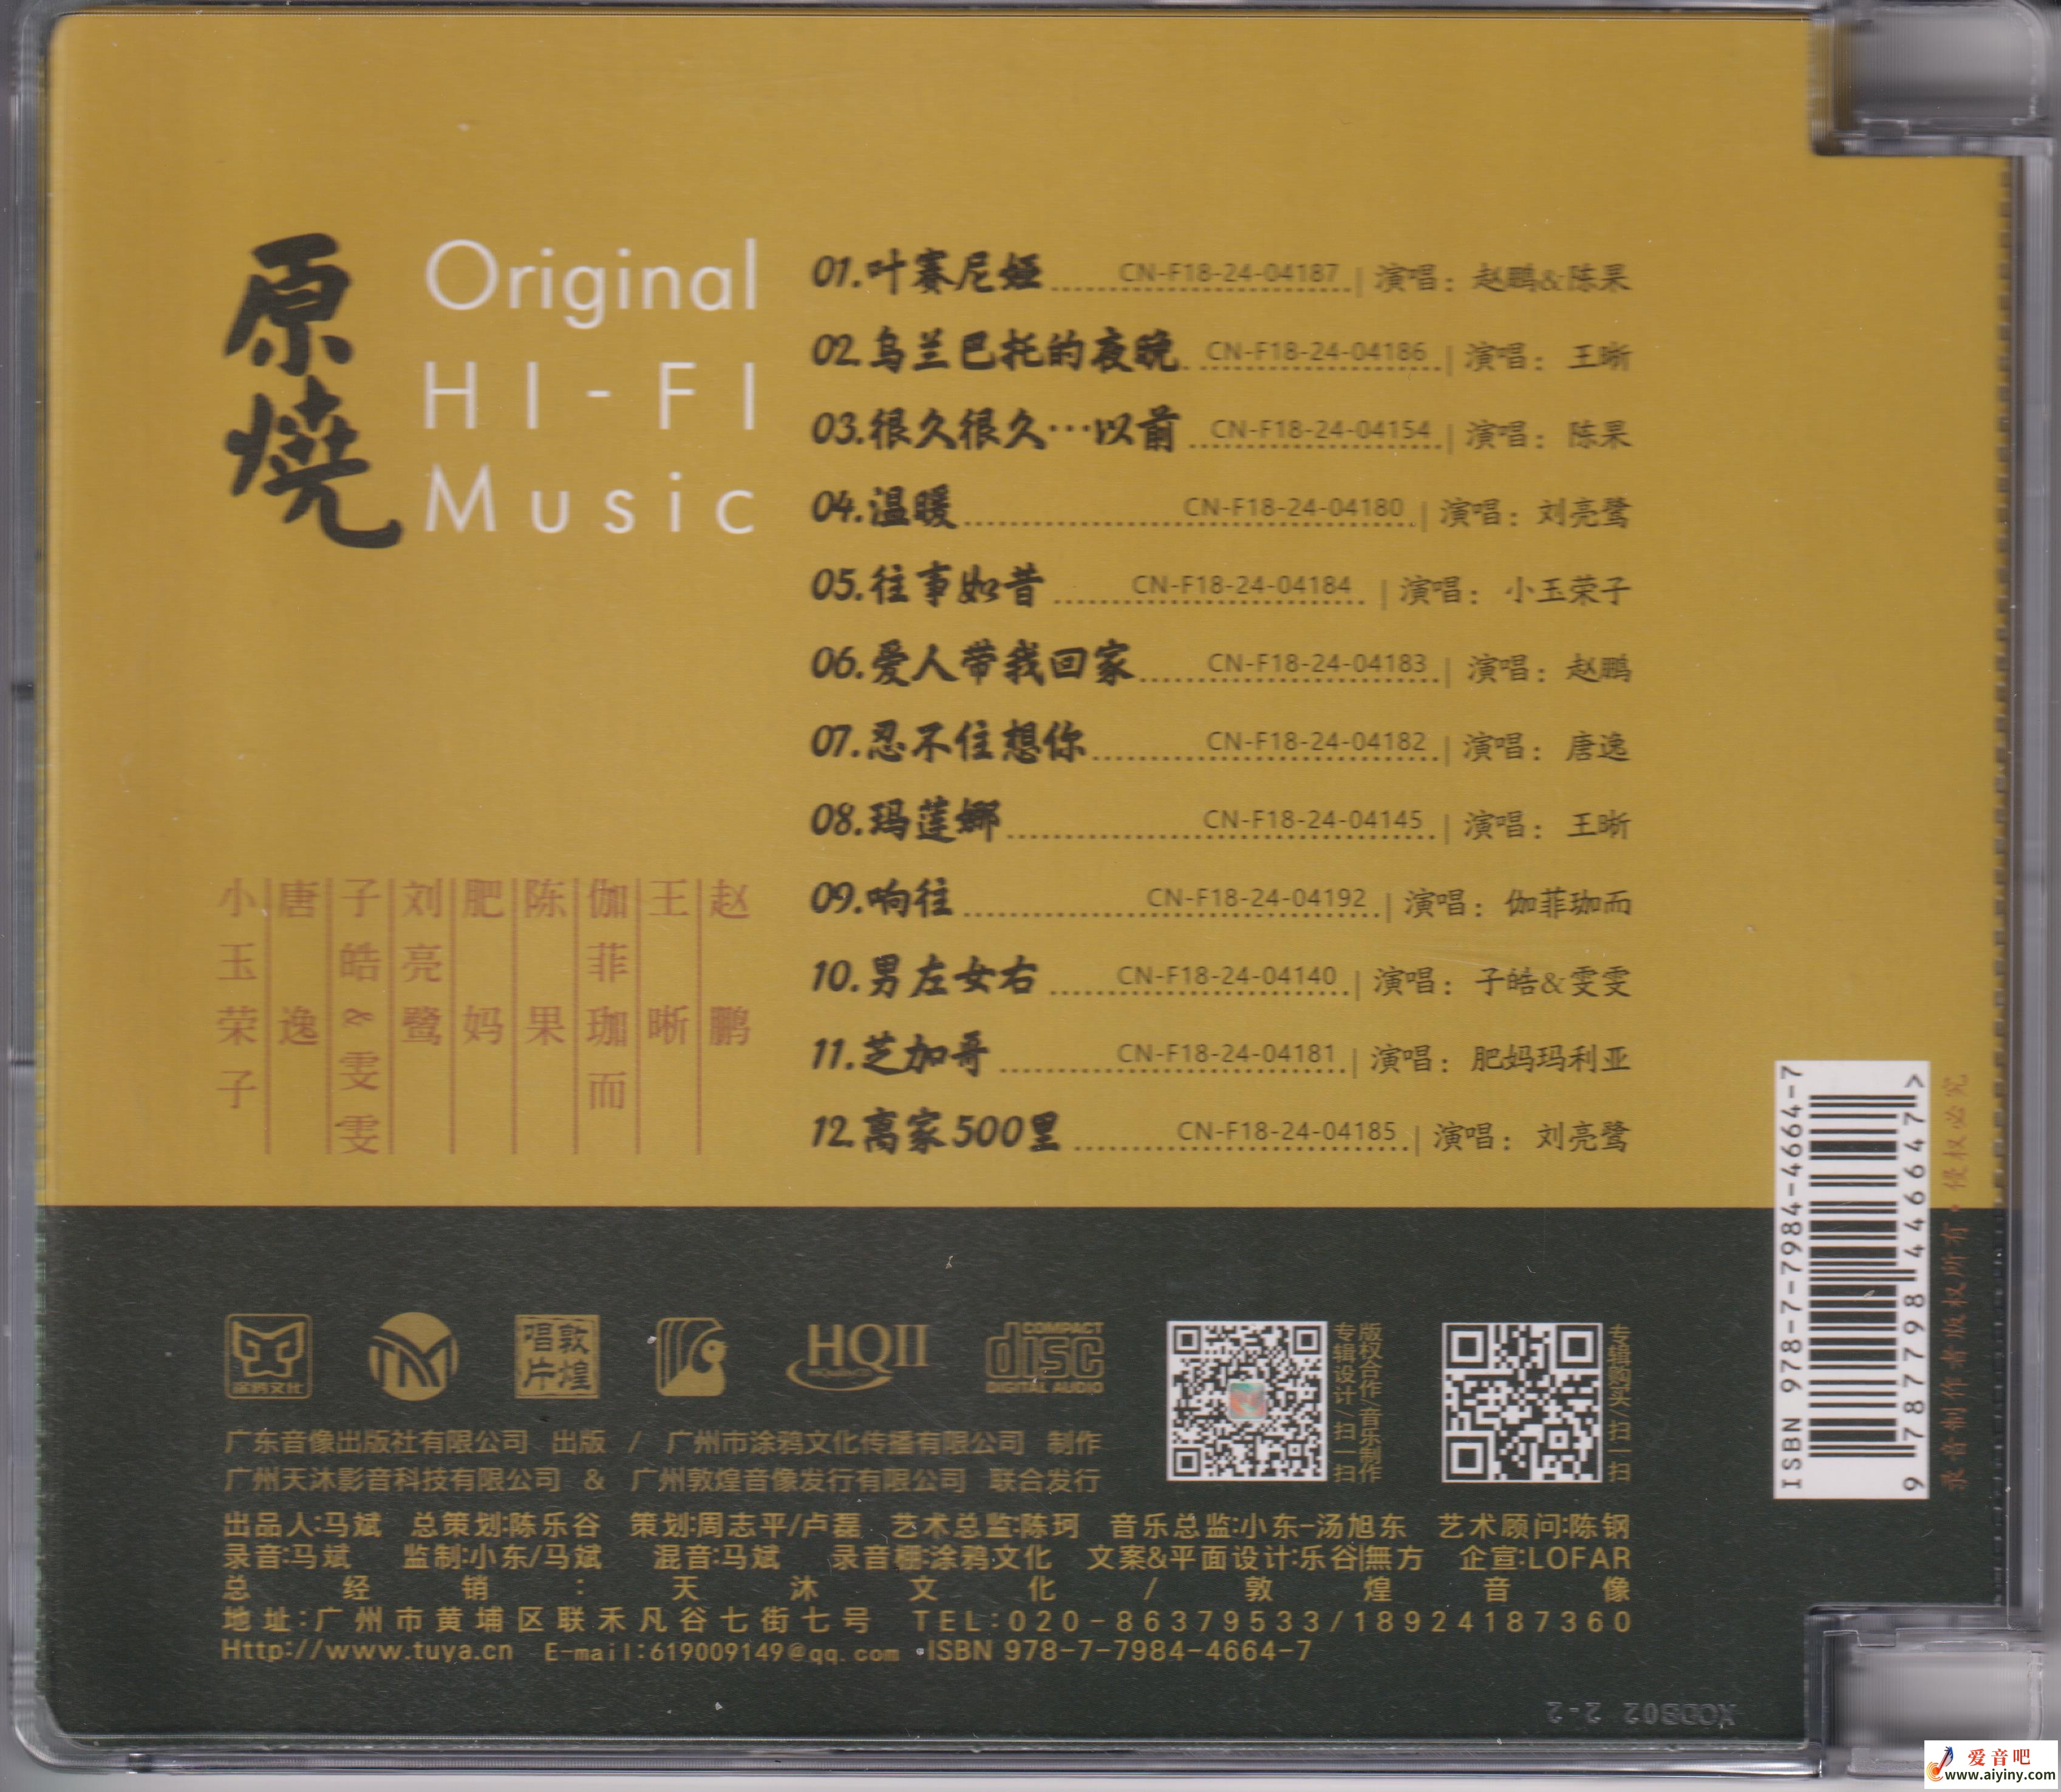 原燒
Original
HI-FI
Music
01.叶赛尼娅 CN-F18-24-04187 | 演唱：赵鹏&陈果
02.乌兰巴托的夜晚 CN-F18-24-04186 | 演唱：王晰
03.很久很久…以前 CN-F18-24-04154 | 演唱：陈果
04.温暖 CN-F18-24-04180 | 演唱：刘亮鹭
05.往事如昔 CN-F18-24-04184 | 演唱：小玉荣子
06.爱人带我回家 CN-F18-24-04183 | 演唱：赵鹏
07.忍不住想你 CN-F18-24-04182 | 演唱：唐逸
08.玛莲娜 CN-F18-24-04145 | 演唱：王晰
09.响往 CN-F18-24-04192 | 演唱：伽菲珈而
10.男左女右 CN-F18-24-04140 | 演唱：子皓&雯雯
11.芝加哥 CN-F18-24-04181 | 演唱：肥妈玛利亚
12.离家500里 CN-F18-24-04185 | 演唱：刘亮鹭
赵鹏
王晰
伽菲珈而
陈果
肥妈
刘亮鹭
子皓&雯雯
唐逸
小玉荣子
涂鸦文化
敦煌唱片
HQII
HiQualityCD
COMPACT
disc
DIGITAL AUDIO
版权合作/音乐制作
专辑设计/扫一扫
专辑购买/扫一扫
广东音像出版社有限公司 出版 / 广州市涂鸦文化传播有限公司 制作
广州天沐影音科技有限公司 & 广州敦煌音像发行有限公司 联合发行
出品人:马斌 总策划:陈乐谷 策划:周志平/卢磊 艺术总监:陈珂 音乐总监:小东-汤旭东 艺术顾问:陈钢
录音:马斌 监制:小东/马斌 混音:马斌 录音棚:涂鸦文化 文案&平面设计:乐谷|無方 企宣:LOFAR
总经销：天沐文化/敦煌音像
地址:广州市黄埔区联禾凡谷七街七号 TEL:020-86379533/18924187360
Http://www.tuya.cn E-mail:619009149@qq.com ISBN 978-7-7984-4664-7
ISBN 978-7-7984-4664-7
9 787798 446647 >
录音制作者版权所有·侵权必究
XCDS02 2-2
爱音吧
www.aiyiny.com